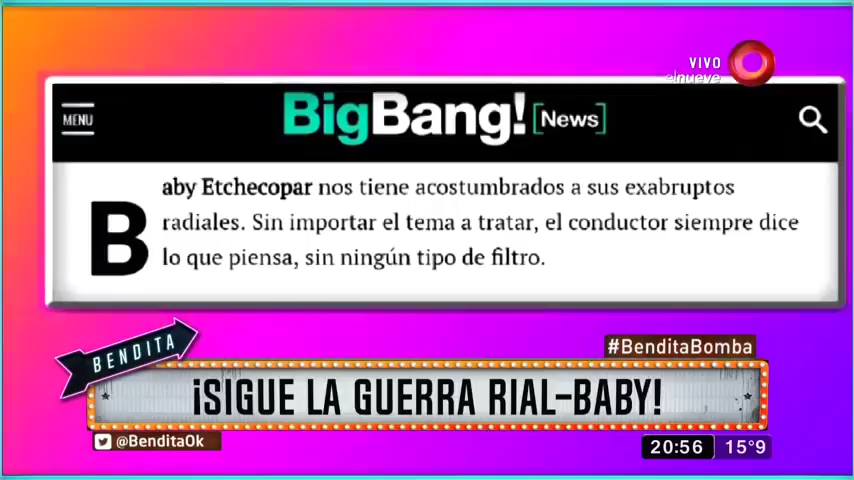 VIVO
elnueve
MENU
BigBang! [News]
Baby Etchecopar nos tiene acostumbrados a sus exabruptos
radiales. Sin importar el tema a tratar, el conductor siempre dice
lo que piensa, sin ningún tipo de filtro.
BENDITA
#BenditaBomba
¡SIGUE LA GUERRA RIAL-BABY!
@BenditaOk
20:56 15°9